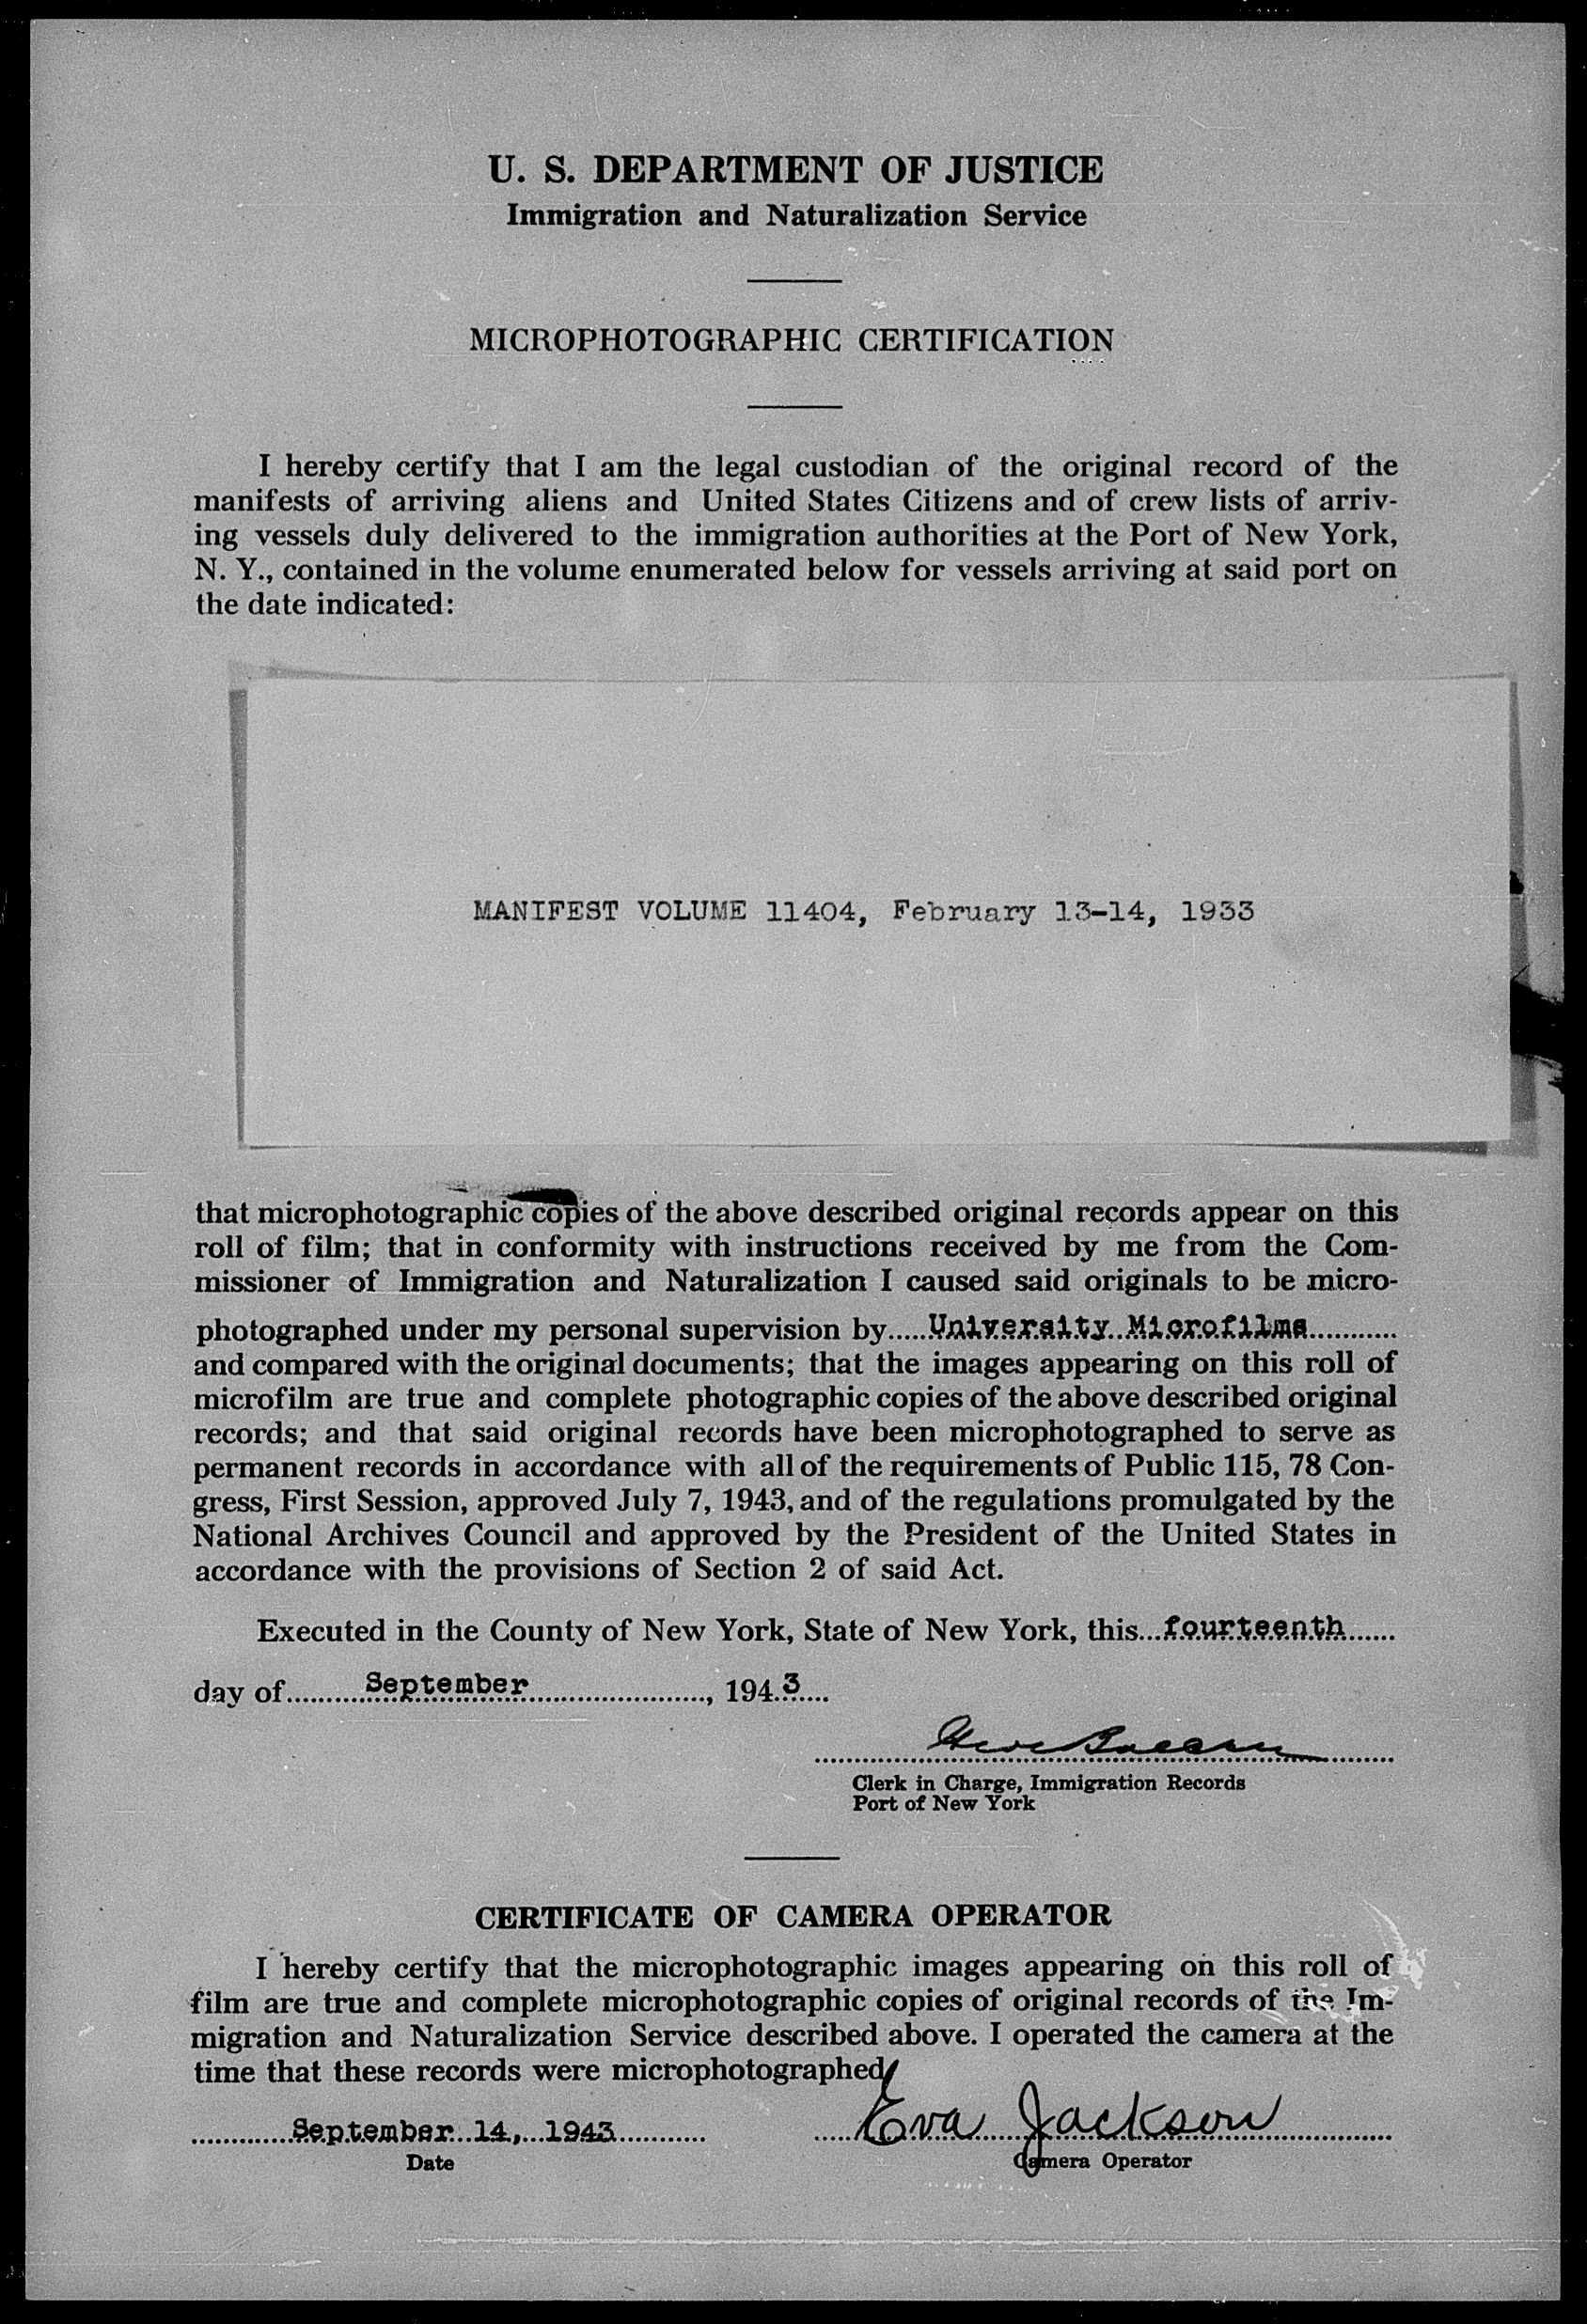 U. S. DEPARTMENT OF JUSTICE
Immigration and Naturalization Service
MICROPHOTOGRAPHIC CERTIFICATION
I hereby certify that I am the legal custodian of the original record of the
manifests of arriving aliens and United States Citizens and of crew lists of arriv-
ing vessels duly delivered to the immigration authorities at the Port of New York,
N. Y., contained in the volume enumerated below for vessels arriving at said port on
the date indicated:
MANIFEST VOLUME 11404, February 13-14, 1933
that microphotographic copies of the above described original records appear on this
roll of film; that in conformity with instructions received by me from the Com-
missioner of Immigration and Naturalization I caused said originals to be micro-
photographed under my personal supervision by University Microfilms
and compared with the original documents; that the images appearing on this roll of
microfilm are true and complete photographic copies of the above described original
records; and that said original records have been microphotographed to serve as
permanent records in accordance with all of the requirements of Public 115, 78 Con-
gress, First Session, approved July 7, 1943, and of the regulations promulgated by the
National Archives Council and approved by the President of the United States in
accordance with the provisions of Section 2 of said Act.
Executed in the County of New York, State of New York, this fourteenth
day of September, 1943
Clerk in Charge, Immigration Records
Port of New York
CERTIFICATE OF CAMERA OPERATOR
I hereby certify that the microphotographic images appearing on this roll of
film are true and complete microphotographic copies of original records of the Im-
migration and Naturalization Service described above. I operated the camera at the
time that these records were microphotographed
September 14, 1943 Eva Jackson
Date Camera Operator